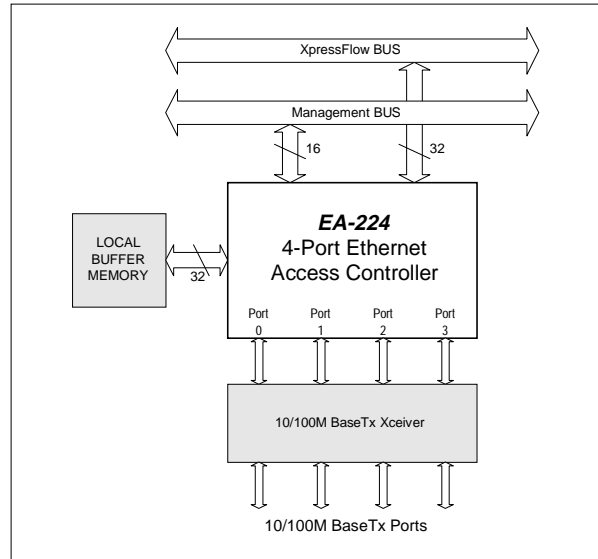 XpressFlow BUS
Management BUS
16
32
EA-224
4-Port Ethernet
Access Controller
LOCAL
BUFFER
MEMORY
32
Port Port Port Port
0 1 2 3
10/100M BaseTx Xceiver
10/100M BaseTx Ports